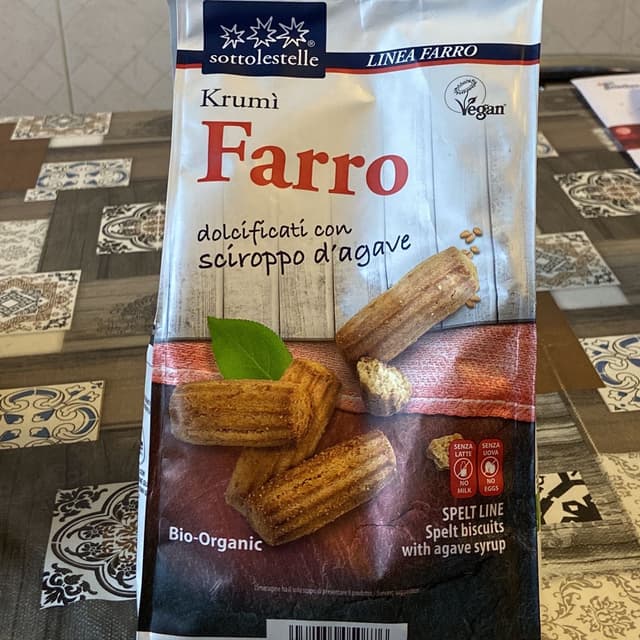 sottolestelle®
LINEA FARRO
Vegan
Krumì
Farro
dolcificati con
sciroppo d'agave
SENZA
LATTE
NO
MILK
SENZA
UOVA
NO
EGGS
SPELT LINE
Spelt biscuits
with agave syrup
Bio-Organic